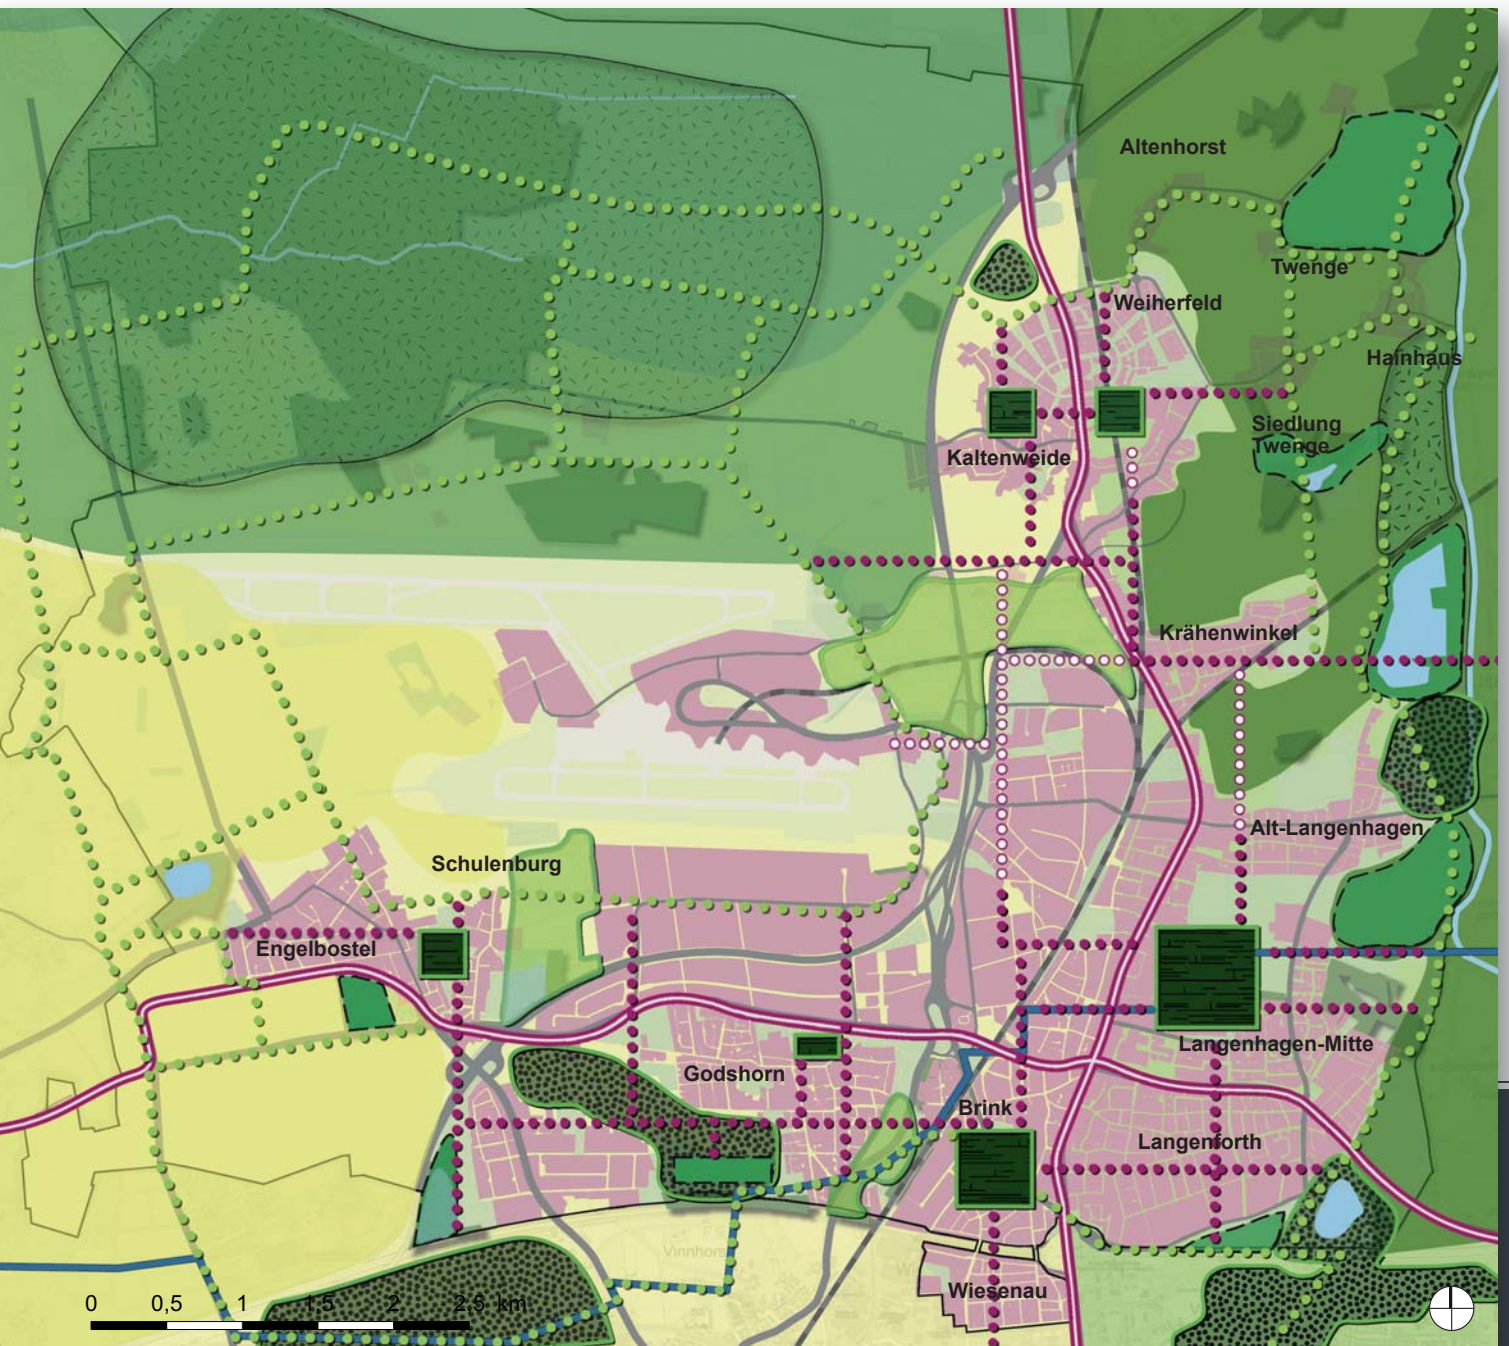 Altenhorst
Twenge
Weiherfeld
Hainhaus
Siedlung
Twenge
Kaltenweide
Krähenwinkel
Alt-Langenhagen
Schulenburg
Engelbostel
Langenhagen-Mitte
Godshorn
Brink
Langenforth
Wiesenau
0 0,5 1 1,5 2 2,5 km